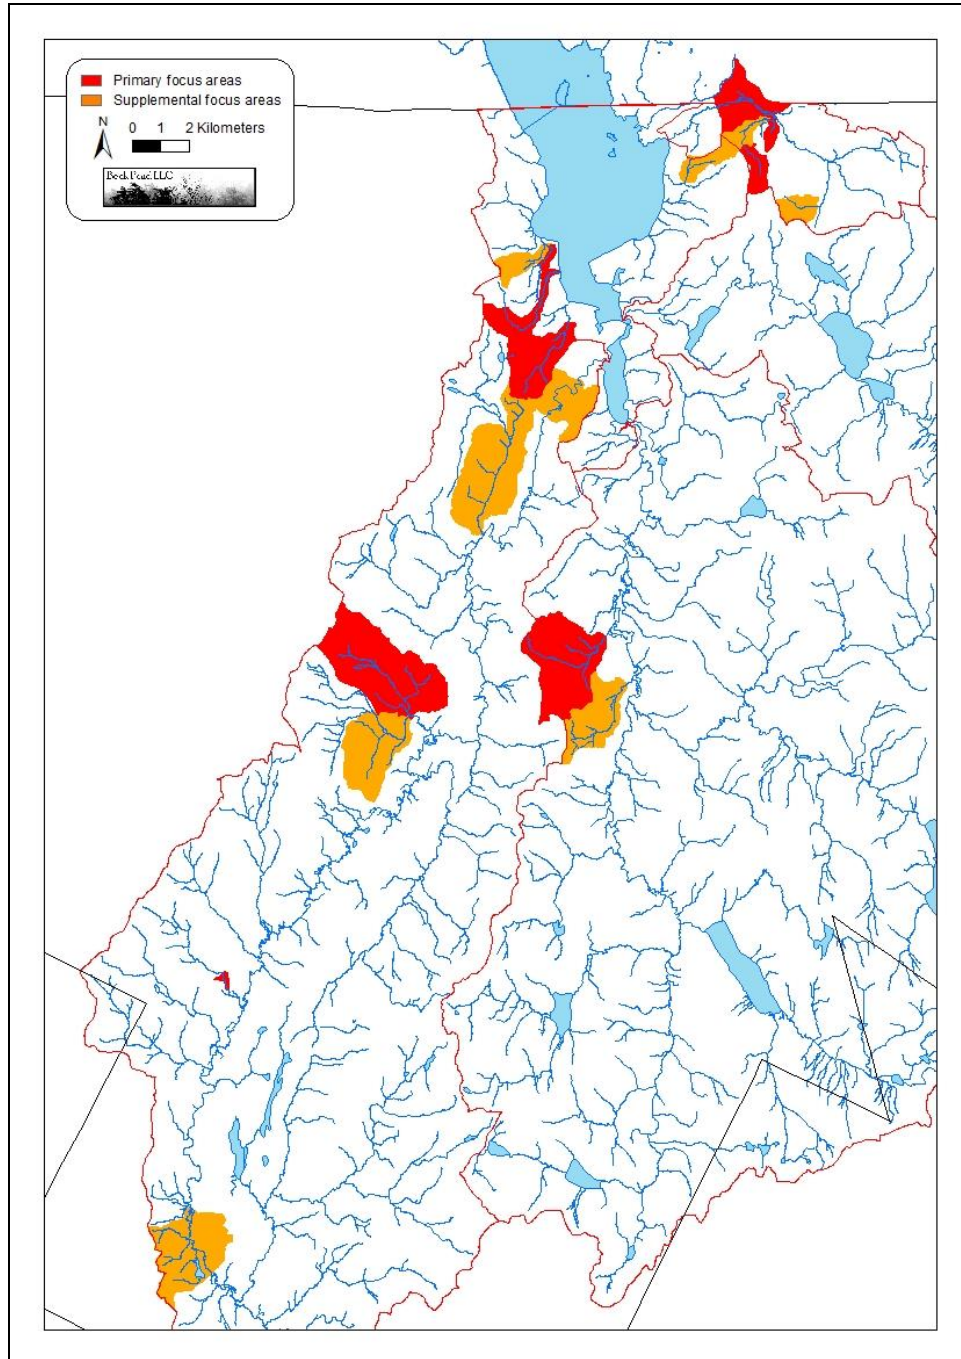 Primary focus areas
Supplemental focus areas
N
0 1 2 Kilometers
Beck Pond LLC